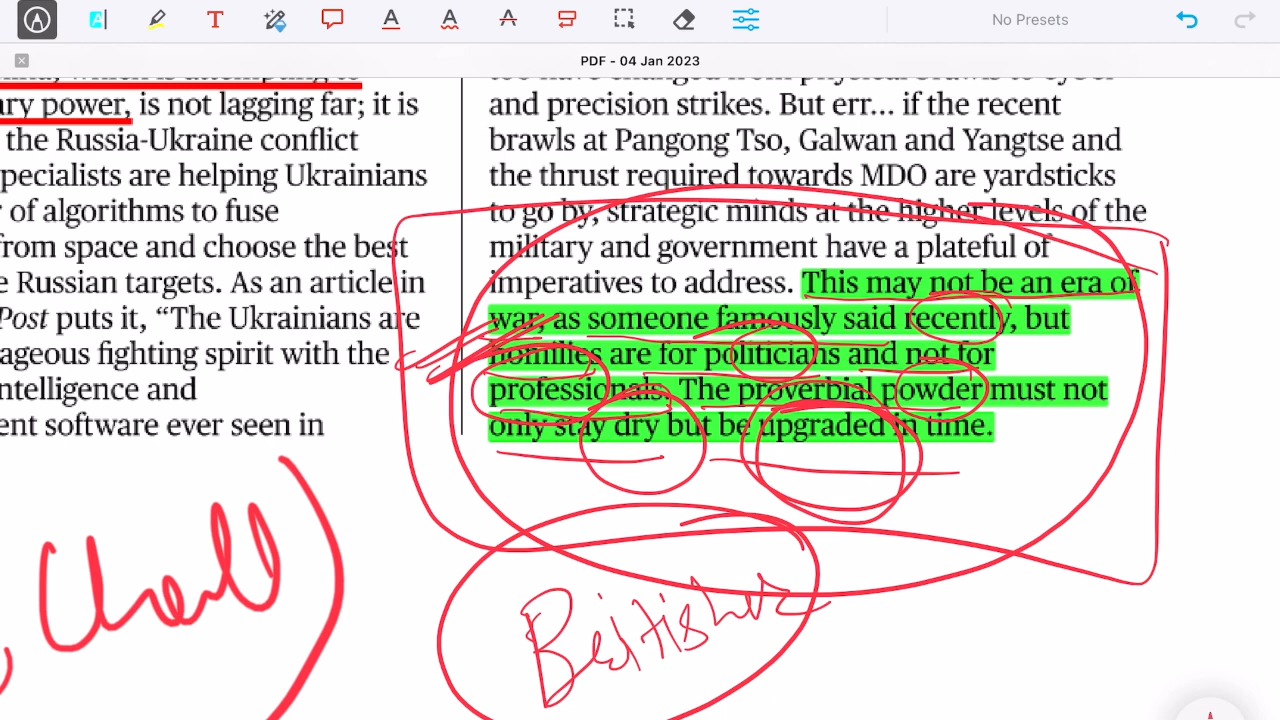 No Presets
PDF - 04 Jan 2023
ary power, is not lagging far; it is
the Russia-Ukraine conflict
pecialists are helping Ukrainians
of algorithms to fuse
from space and choose the best
e Russian targets. As an article in
Post puts it, “The Ukrainians are
ageous fighting spirit with the
ntelligence and
ent software ever seen in
and precision strikes. But err... if the recent
brawls at Pangong Tso, Galwan and Yangtse and
the thrust required towards MDO are yardsticks
to go by, strategic minds at the higher levels of the
military and government have a plateful of
imperatives to address. This may not be an era of
war, as someone famously said recently, but
homilies are for politicians and not for
professionals. The proverbial powder must not
only stay dry but be upgraded in time.
Britisher